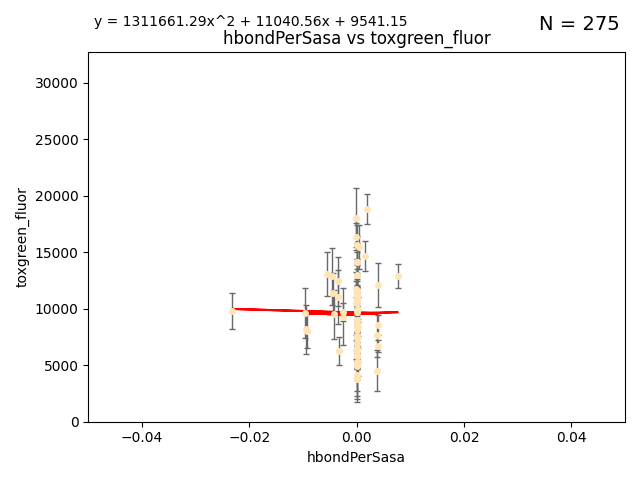 y = 1311661.29x^2 + 11040.56x + 9541.15
N = 275
hbondPerSasa vs toxgreen_fluor
30000
25000
20000
15000
10000
5000
0
toxgreen_fluor
−0.04 −0.02 0.00 0.02 0.04
hbondPerSasa